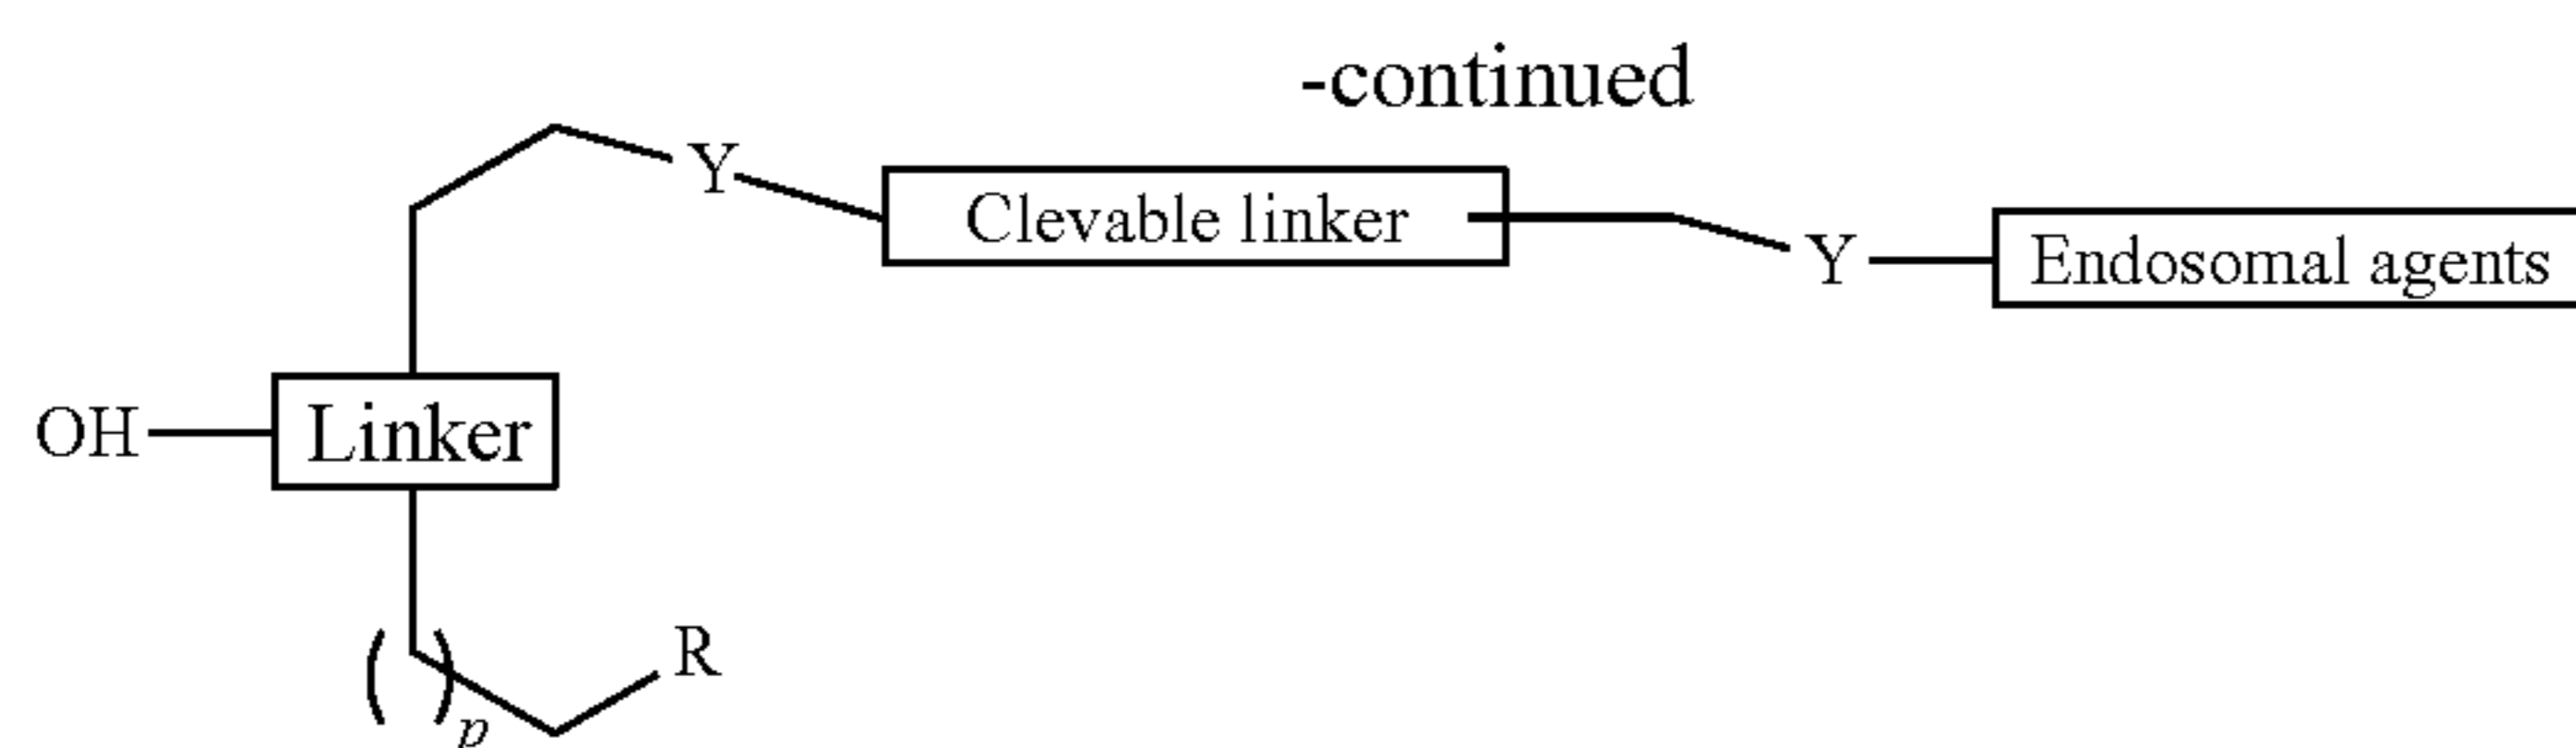 -continued
Y
Clevable linker
Y
Endosomal agents
OH
Linker
R
( )p